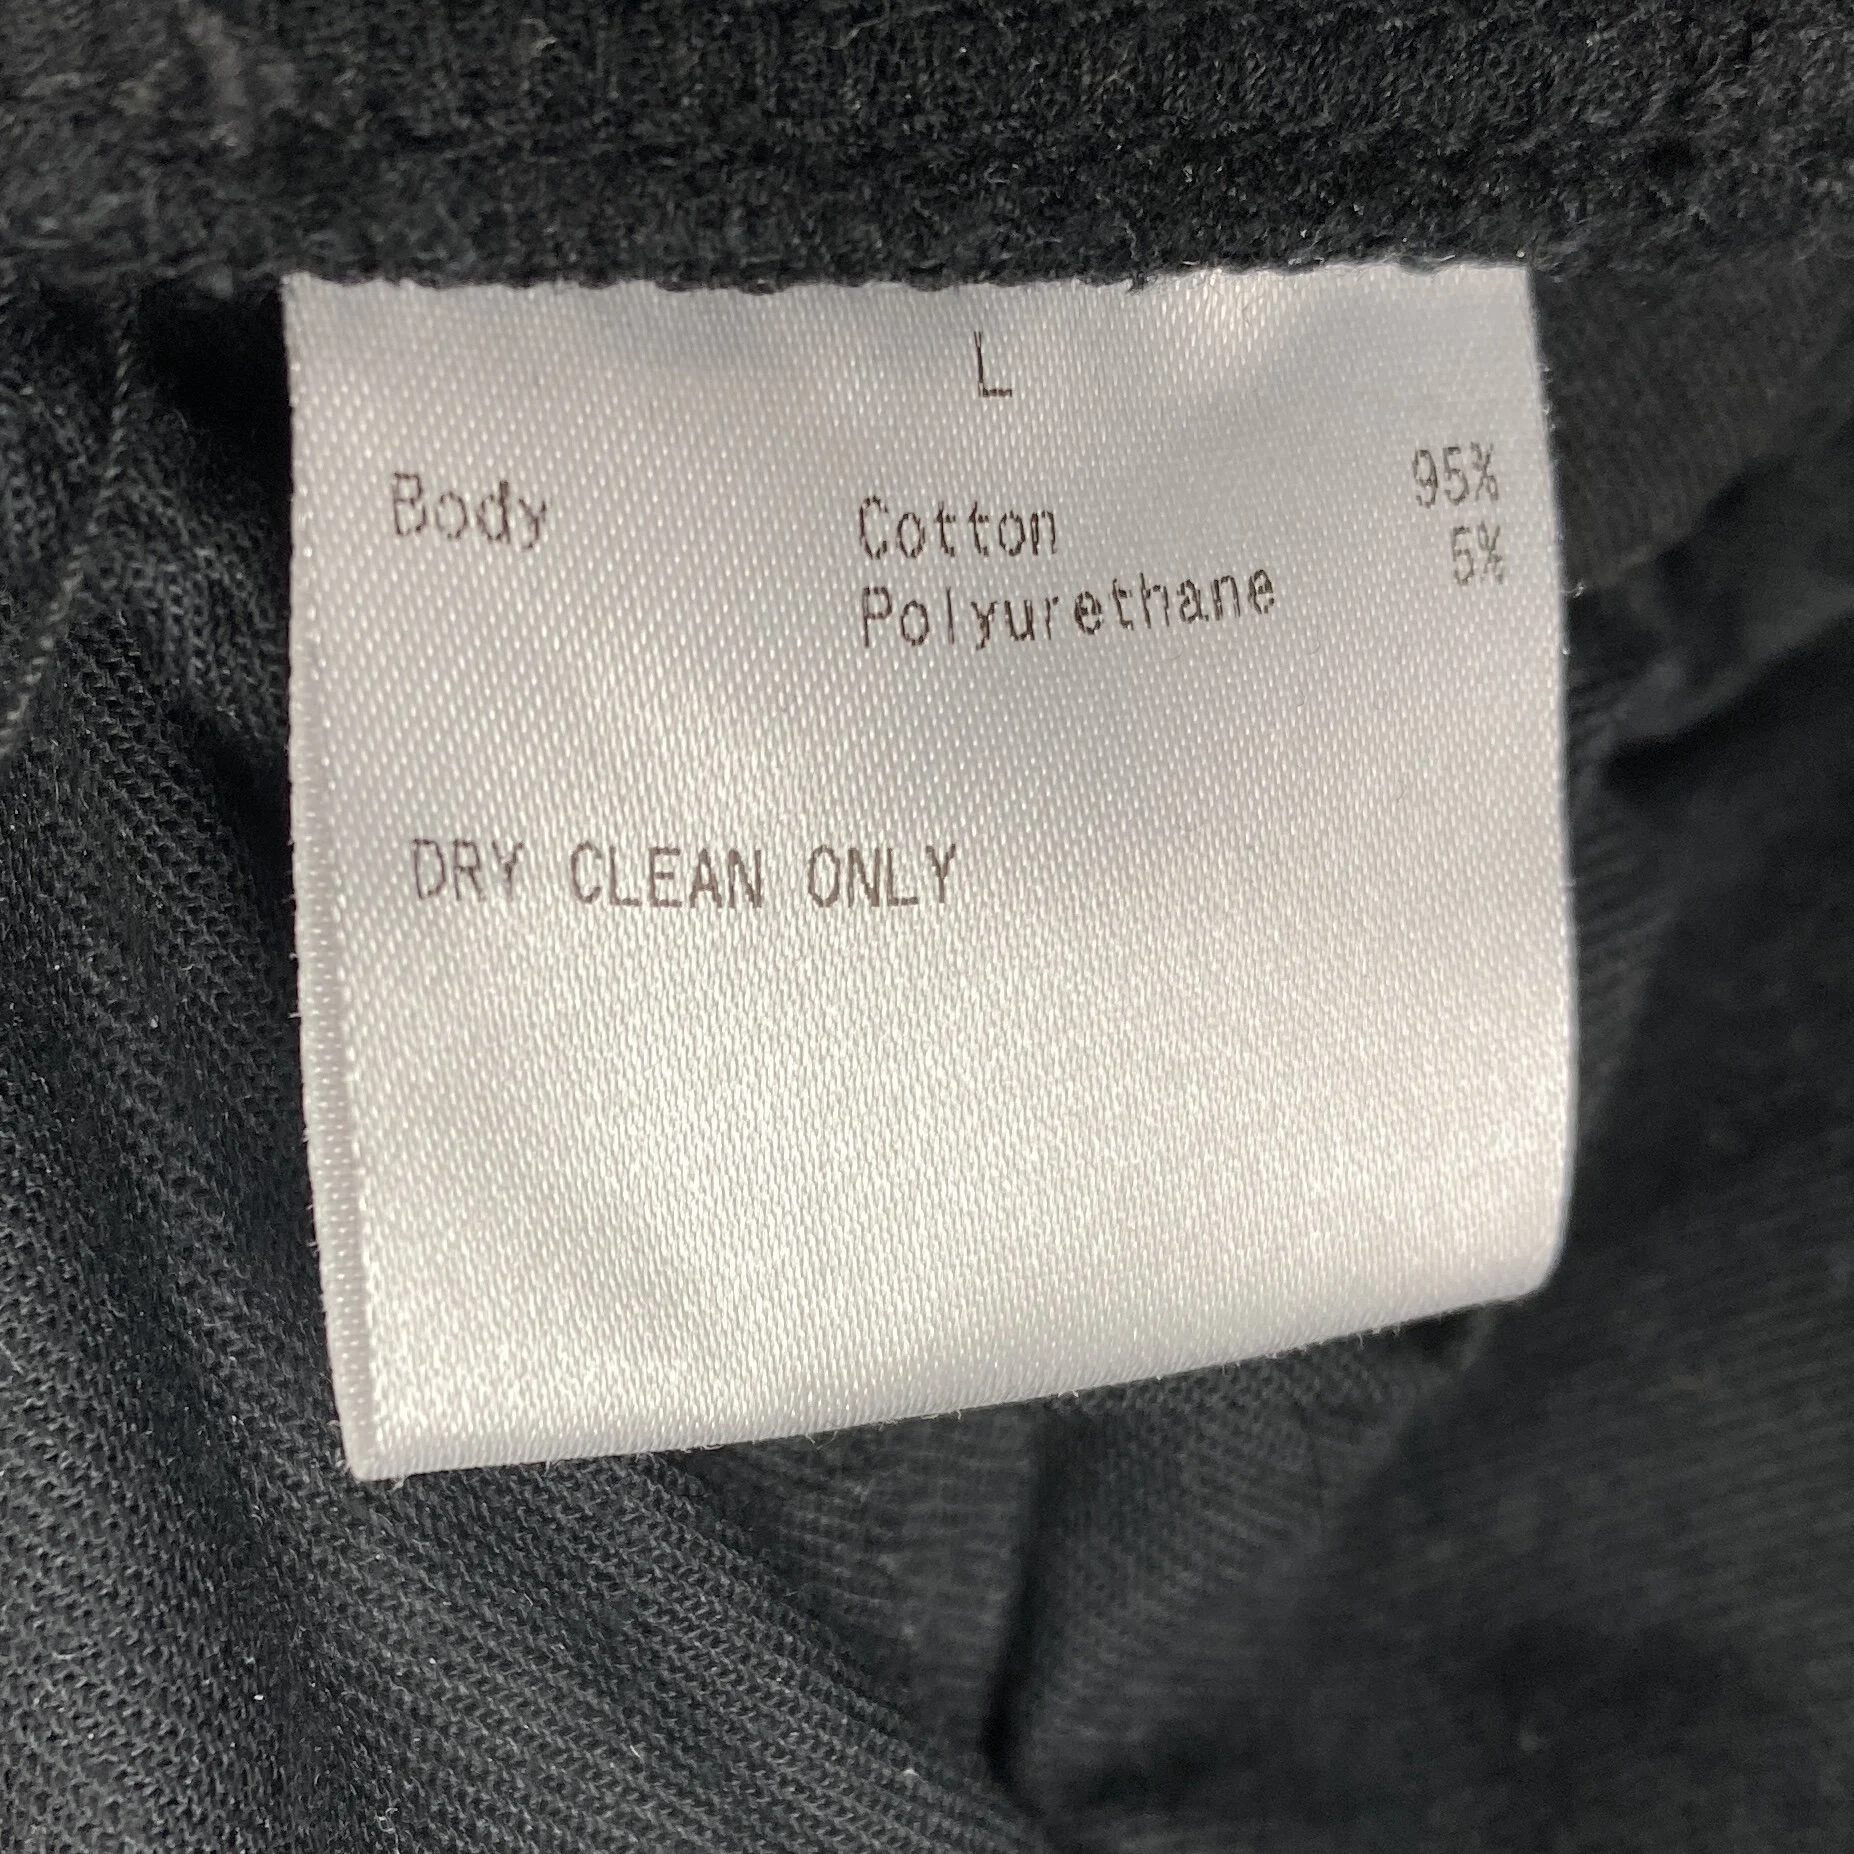 L
Body Cotton 95%
Polyurethane 5%
DRY CLEAN ONLY